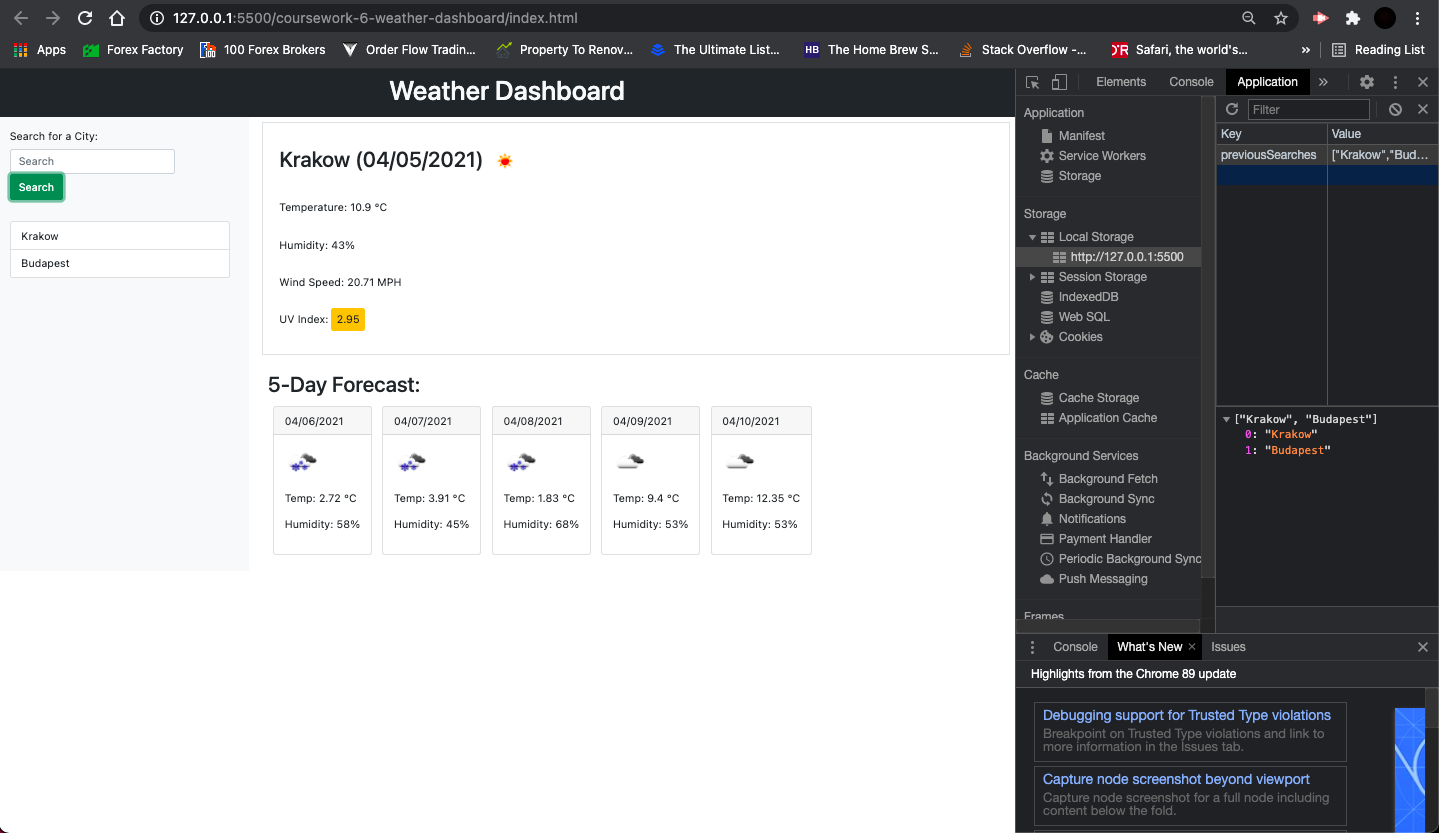 127.0.0.1:5500/coursework-6-weather-dashboard/index.html
Apps Forex Factory 100 Forex Brokers Order Flow Tradin... Property To Renov... The Ultimate List... HB The Home Brew S... Stack Overflow -... Safari, the world's... » Reading List
Weather Dashboard
Search for a City:
Search
Search
Krakow
Budapest
Krakow (04/05/2021)
Temperature: 10.9 °C
Humidity: 43%
Wind Speed: 20.71 MPH
UV Index: 2.95
5-Day Forecast:
04/06/2021
Temp: 2.72 °C
Humidity: 58%
04/07/2021
Temp: 3.91 °C
Humidity: 45%
04/08/2021
Temp: 1.83 °C
Humidity: 68%
04/09/2021
Temp: 9.4 °C
Humidity: 53%
04/10/2021
Temp: 12.35 °C
Humidity: 53%
Elements Console Application »
Application
Manifest
Service Workers
Storage
Storage
Local Storage
http://127.0.0.1:5500
Session Storage
IndexedDB
Web SQL
Cookies
Cache
Cache Storage
Application Cache
Background Services
Background Fetch
Background Sync
Notifications
Payment Handler
Periodic Background Sync
Push Messaging
Frames
Filter
Key Value
previousSearches ["Krakow","Bud...
["Krakow", "Budapest"]
0: "Krakow"
1: "Budapest"
Console What's New Issues
Highlights from the Chrome 89 update
Debugging support for Trusted Type violations
Breakpoint on Trusted Type violations and link to
more information in the Issues tab.
Capture node screenshot beyond viewport
Capture node screenshot for a full node including
content below the fold.